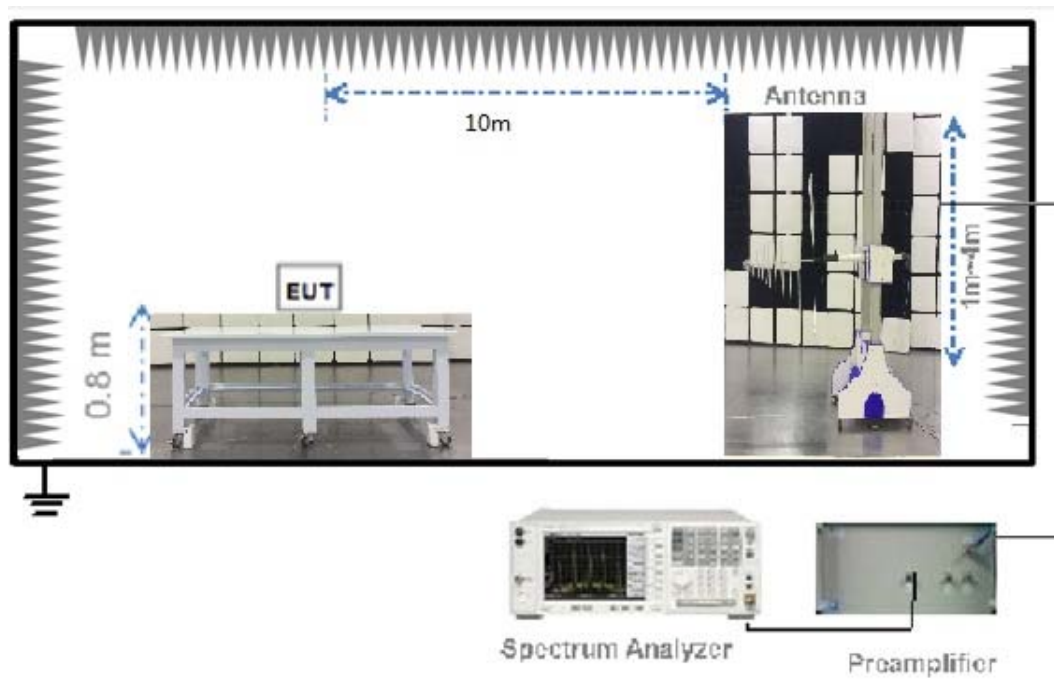 Antenna
10m
1m-4m
EUT
0.8 m
Spectrum Analyzer
Preamplifier